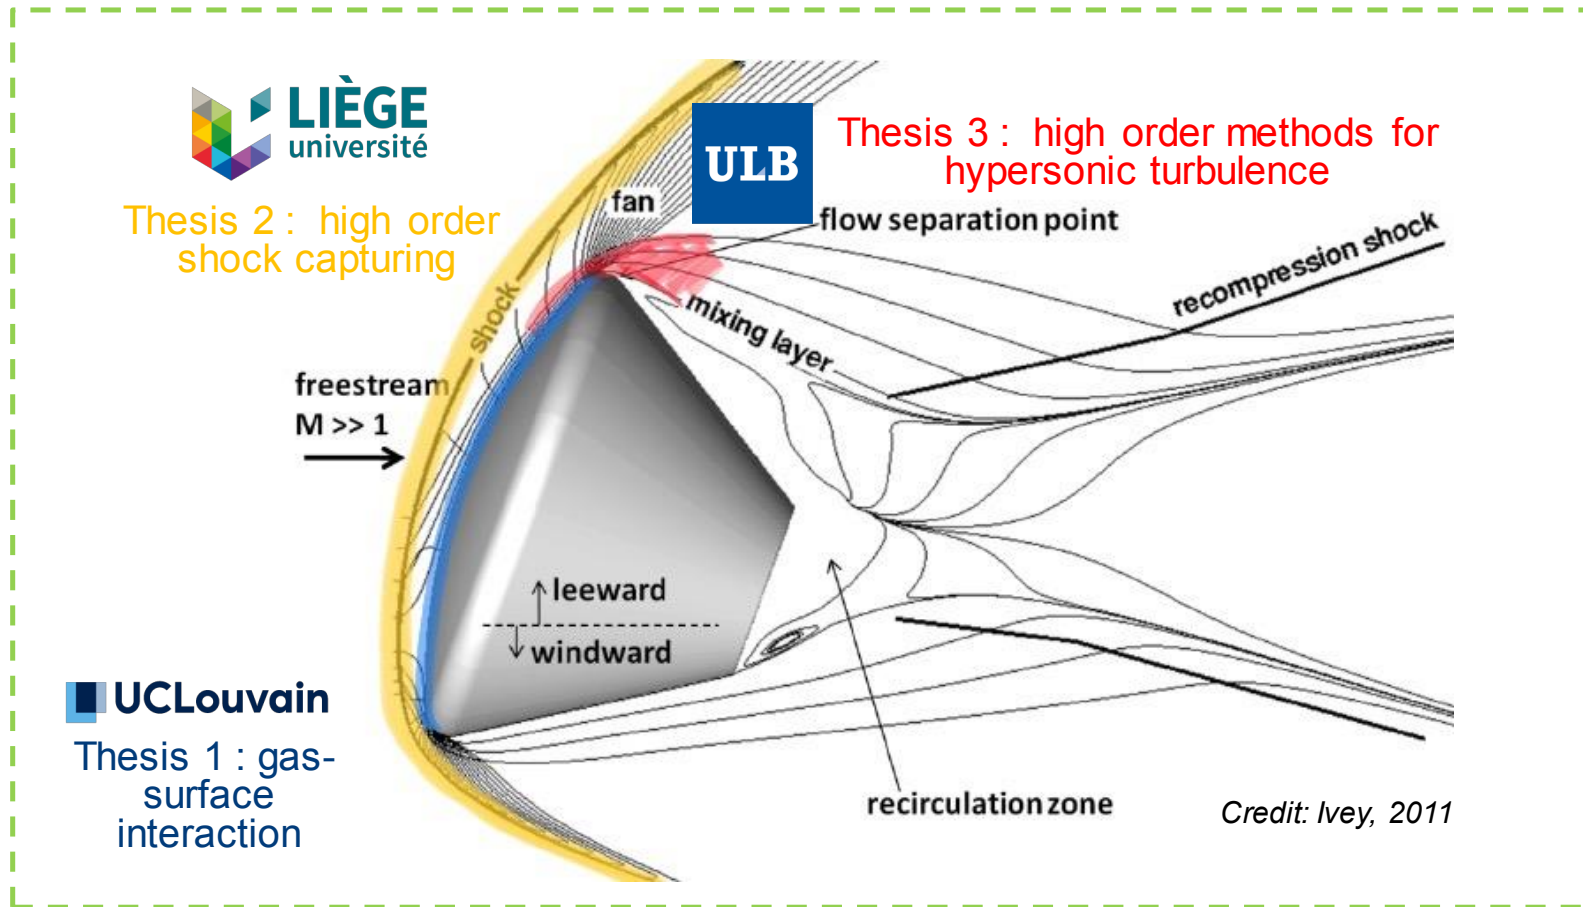 LIÈGE
université
Thesis 2 : high order
shock capturing
ULB
Thesis 3 : high order methods for
hypersonic turbulence
fan
flow separation point
recompression shock
mixing layer
shock
freestream
M >> 1
leeward
windward
UCLouvain
Thesis 1 : gas-
surface
interaction
recirculation zone
Credit: Ivey, 2011